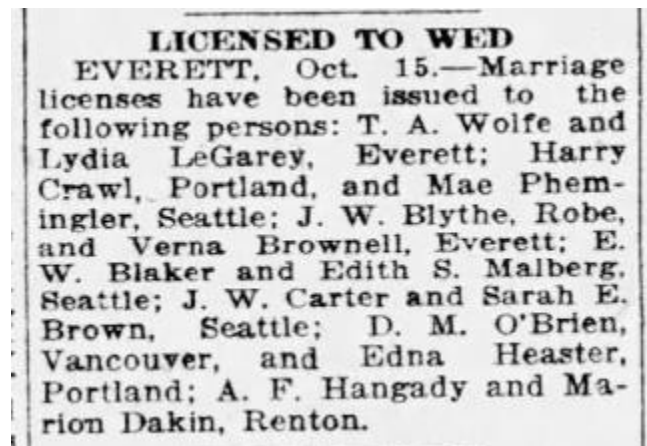 LICENSED TO WED
EVERETT, Oct. 15.—Marriage
licenses have been issued to the
following persons: T. A. Wolfe and
Lydia LeGarey, Everett; Harry
Crawl, Portland, and Mae Phem-
ingler, Seattle; J. W. Blythe, Robe,
and Verna Brownell, Everett; E.
W. Blaker and Edith S. Malberg,
Seattle; J. W. Carter and Sarah E.
Brown, Seattle; D. M. O'Brien,
Vancouver, and Edna Heaster,
Portland; A. F. Hangady and Ma-
rion Dakin, Renton.